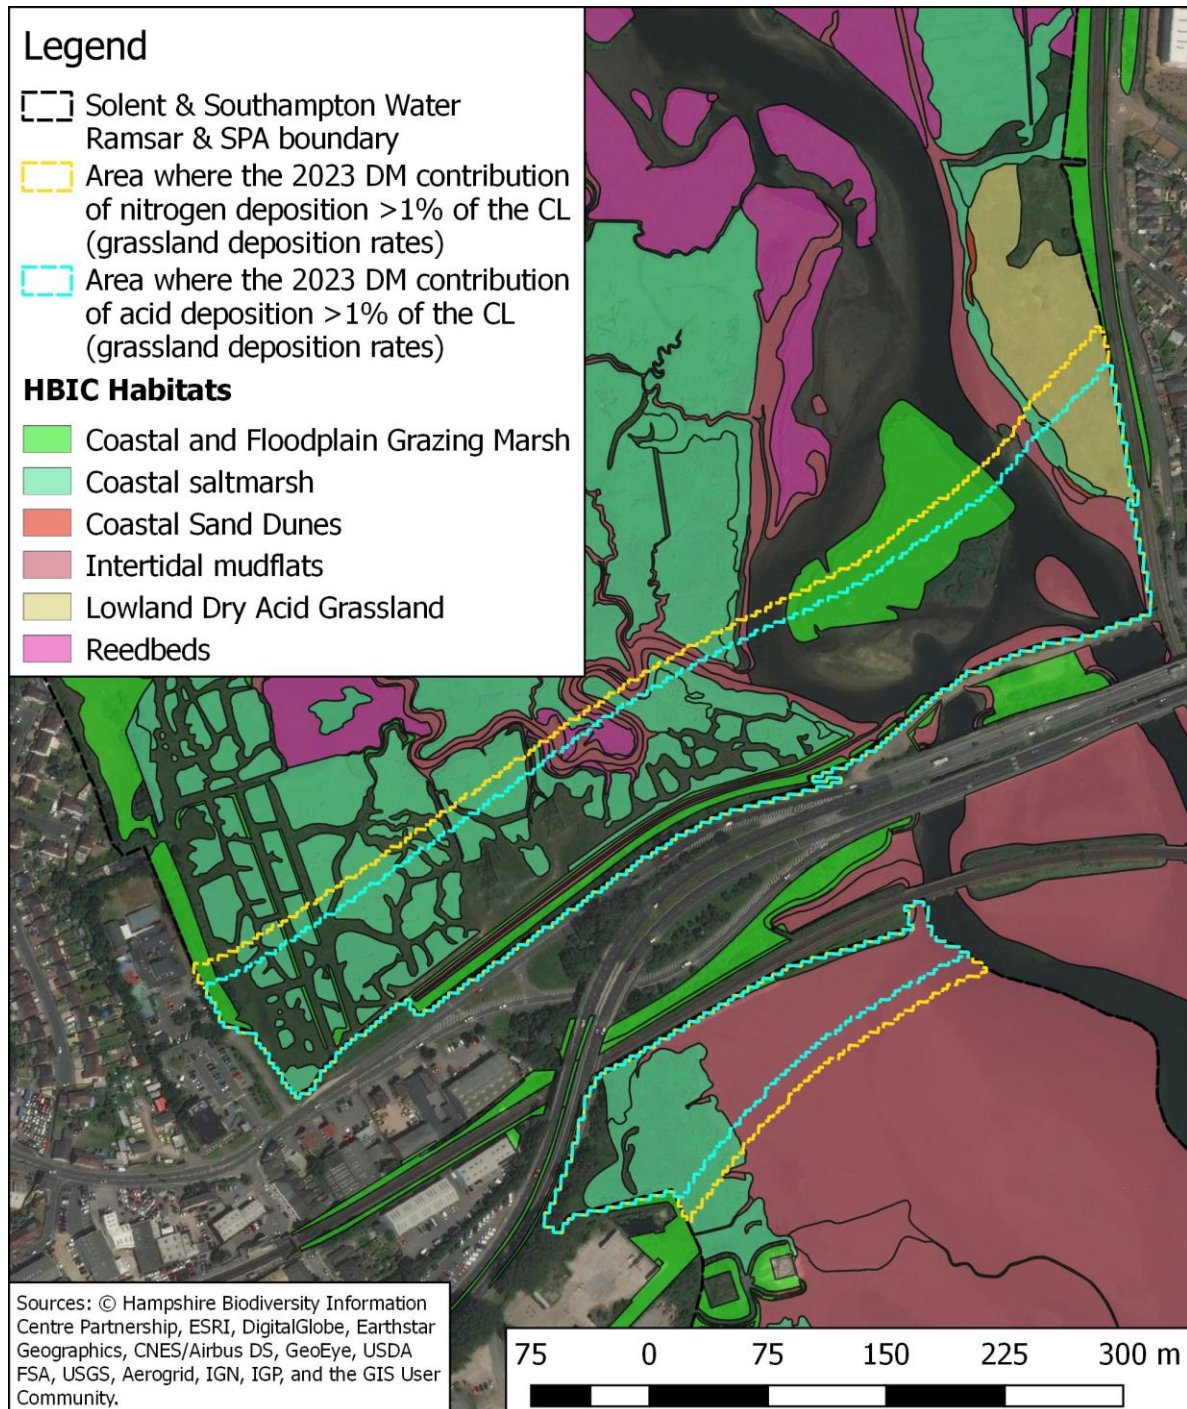 Legend
Solent & Southampton Water
Ramsar & SPA boundary
Area where the 2023 DM contribution
of nitrogen deposition >1% of the CL
(grassland deposition rates)
Area where the 2023 DM contribution
of acid deposition >1% of the CL
(grassland deposition rates)
HBIC Habitats
Coastal and Floodplain Grazing Marsh
Coastal saltmarsh
Coastal Sand Dunes
Intertidal mudflats
Lowland Dry Acid Grassland
Reedbeds
Sources: © Hampshire Biodiversity Information
Centre Partnership, ESRI, DigitalGlobe, Earthstar
Geographics, CNES/Airbus DS, GeoEye, USDA
FSA, USGS, Aerogrid, IGN, IGP, and the GIS User
Community.
75 0 75 150 225 300 m